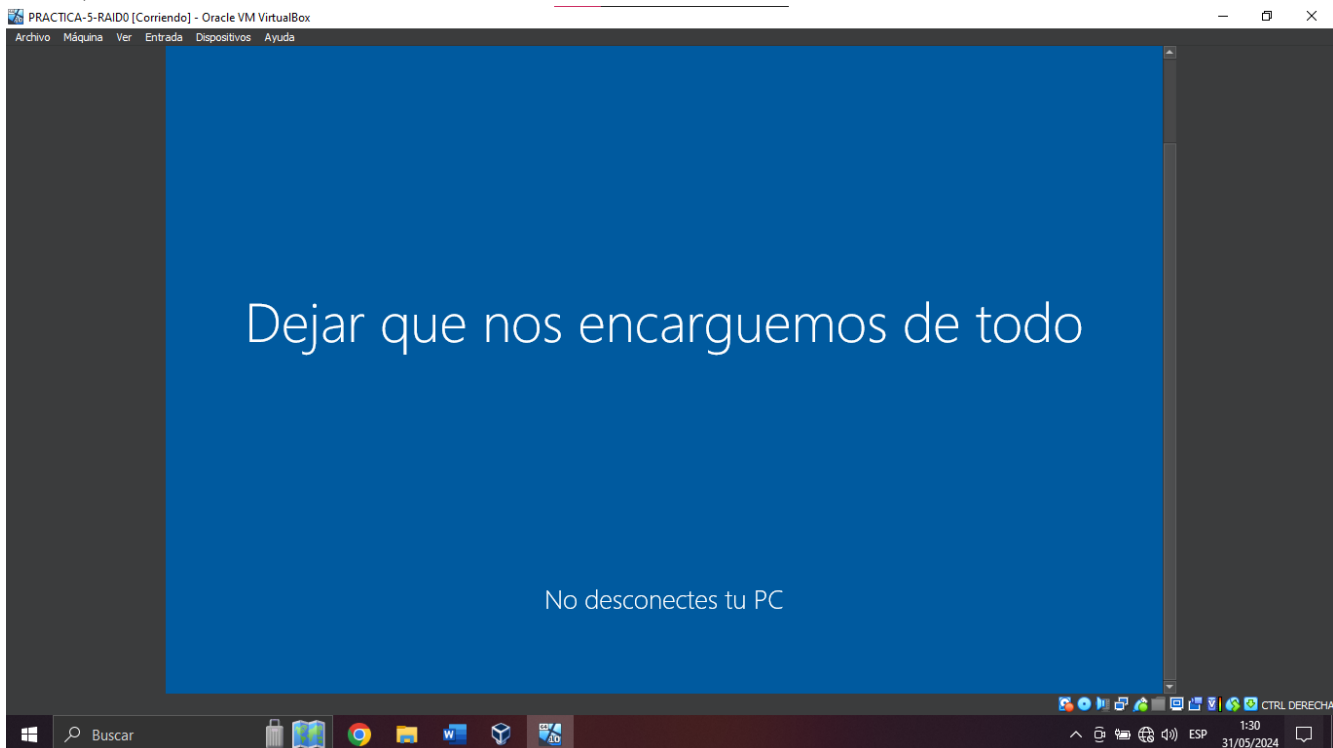 PRACTICA-5-RAID0 [Corriendo] - Oracle VM VirtualBox
Archivo Máquina Ver Entrada Dispositivos Ayuda
Dejar que nos encarguemos de todo
No desconectes tu PC
CTRL DERECHA
Buscar
ESP
1:30
31/05/2024